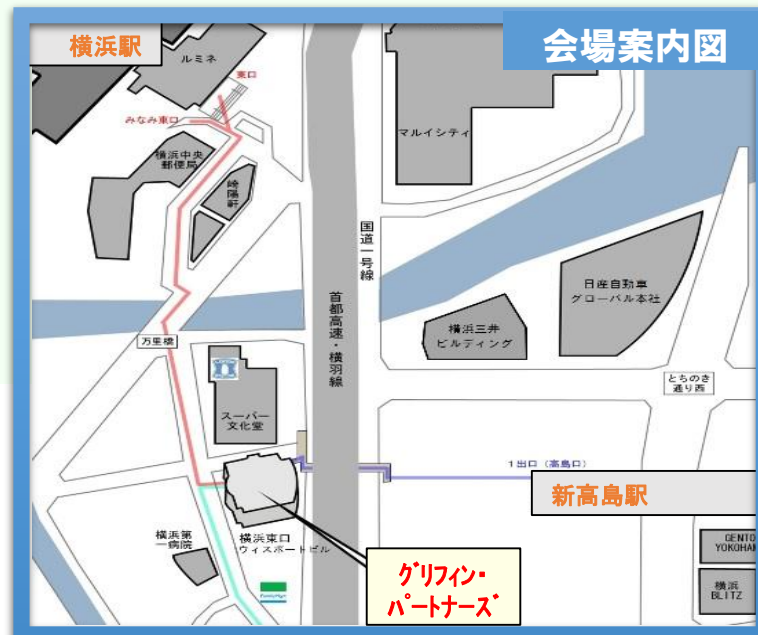 横浜駅
会場案内図
ルミネ
東口
みなみ東口
マルイシティ
横浜中央
郵便局
崎陽軒
国道一号線
日産自動車
グローバル本社
首都高速・横羽線
横浜三井
ビルディング
万里橋
とちのき
通り西
スーパー
文化堂
1出口(高島口)
新高島駅
横浜第
一病院
横浜東口
ウィスポートビル
GENTO
YOKOHAM
横浜
BLITZ
グリフィン・
パートナーズ
FamilyMart